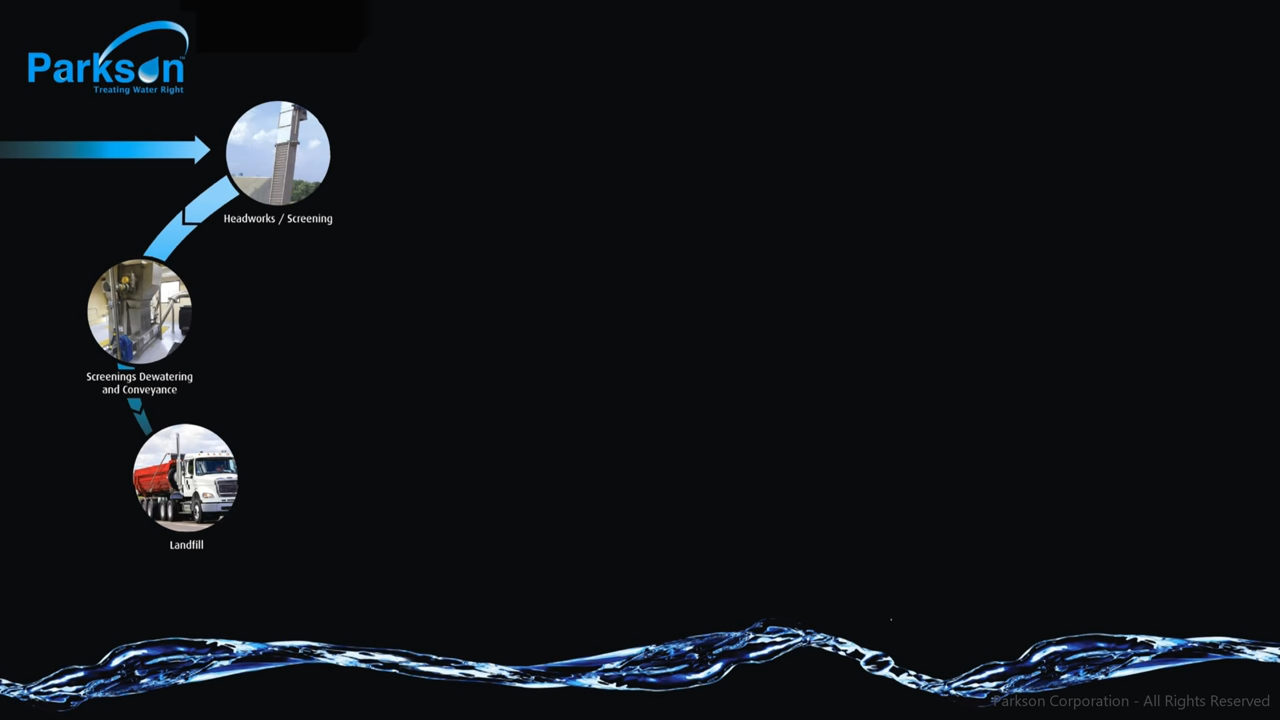 Parkson
Treating Water Right
Headworks / Screening
Screenings Dewatering
and Conveyance
Landfill
Parkson Corporation - All Rights Reserved